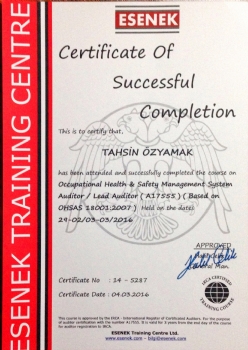 ESENEK
Certificate Of
Successful
Completion
This is to certify that,
TAHSİN ÖZYAMAK
has been attended and successfully completed the course on
Occupational Health & Safety Management System
Auditor / Lead Auditor ( A17555 ) ( Based on
OHSAS 18001:2007 ) Held on the dates
29-02/03-03/2016
APPROVED
Certificate No : 14 - 5287
Certificate Date : 04.03.2016
ESENEK Training Centre Ltd.
www.esenek.com
ESENEK TRAINING CENTRE